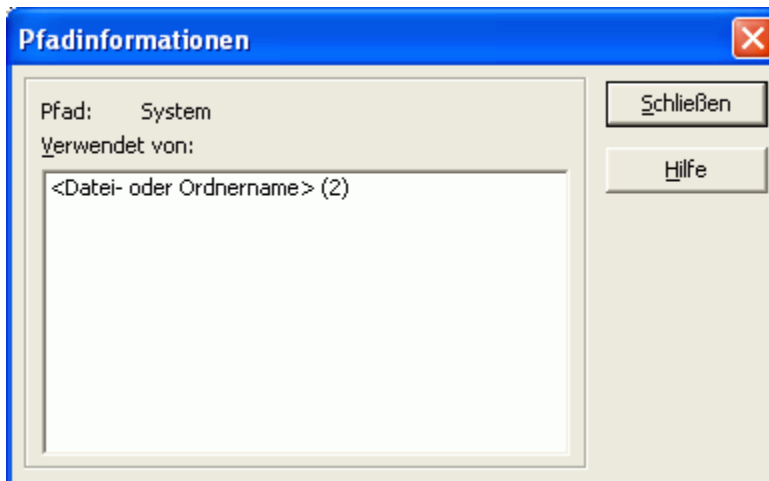 Pfadinformationen
Pfad: System
Verwendet von:
<Datei- oder Ordnername> (2)
Schließen
Hilfe